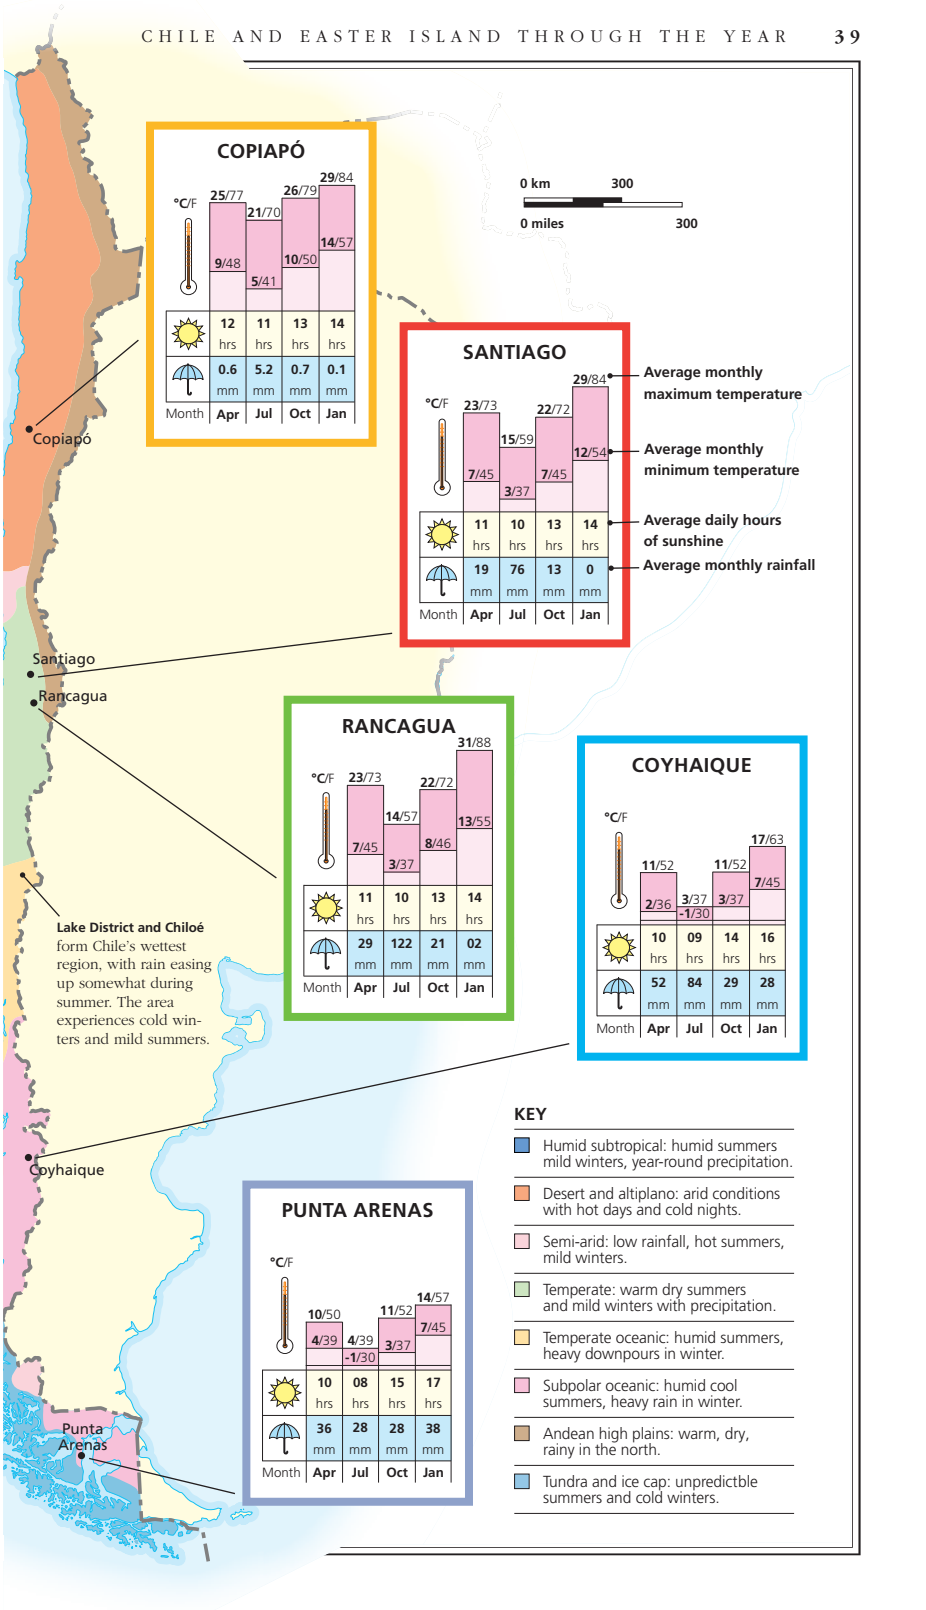 CHILE AND EASTER ISLAND THROUGH THE YEAR 39
COPIAPÓ
°C/F
25/77
21/70
26/79
29/84
9/48
5/41
10/50
14/57
12 11 13 14
hrs hrs hrs hrs
0.6 5.2 0.7 0.1
mm mm mm mm
Month Apr Jul Oct Jan
0 km 300
0 miles 300
Copiapó
SANTIAGO
°C/F
23/73
15/59
22/72
29/84
7/45
3/37
7/45
12/54
11 10 13 14
hrs hrs hrs hrs
19 76 13 0
mm mm mm mm
Month Apr Jul Oct Jan
Average monthly
maximum temperature
Average monthly
minimum temperature
Average daily hours
of sunshine
Average monthly rainfall
Santiago
Rancagua
RANCAGUA
°C/F
23/73
14/57
22/72
31/88
7/45
3/37
8/46
13/55
11 10 13 14
hrs hrs hrs hrs
29 122 21 02
mm mm mm mm
Month Apr Jul Oct Jan
COYHAIQUE
°C/F
11/52
3/37
11/52
17/63
2/36
-1/30
3/37
7/45
10 09 14 16
hrs hrs hrs hrs
52 84 29 28
mm mm mm mm
Month Apr Jul Oct Jan
Lake District and Chiloé
form Chile's wettest
region, with rain easing
up somewhat during
summer. The area
experiences cold win-
ters and mild summers.
Coyhaique
PUNTA ARENAS
°C/F
10/50
4/39
11/52
14/57
4/39
-1/30
3/37
7/45
10 08 15 17
hrs hrs hrs hrs
36 28 28 38
mm mm mm mm
Month Apr Jul Oct Jan
Punta
Arenas
KEY
Humid subtropical: humid summers
mild winters, year-round precipitation.
Desert and altiplano: arid conditions
with hot days and cold nights.
Semi-arid: low rainfall, hot summers,
mild winters.
Temperate: warm dry summers
and mild winters with precipitation.
Temperate oceanic: humid summers,
heavy downpours in winter.
Subpolar oceanic: humid cool
summers, heavy rain in winter.
Andean high plains: warm, dry,
rainy in the north.
Tundra and ice cap: unpredictble
summers and cold winters.